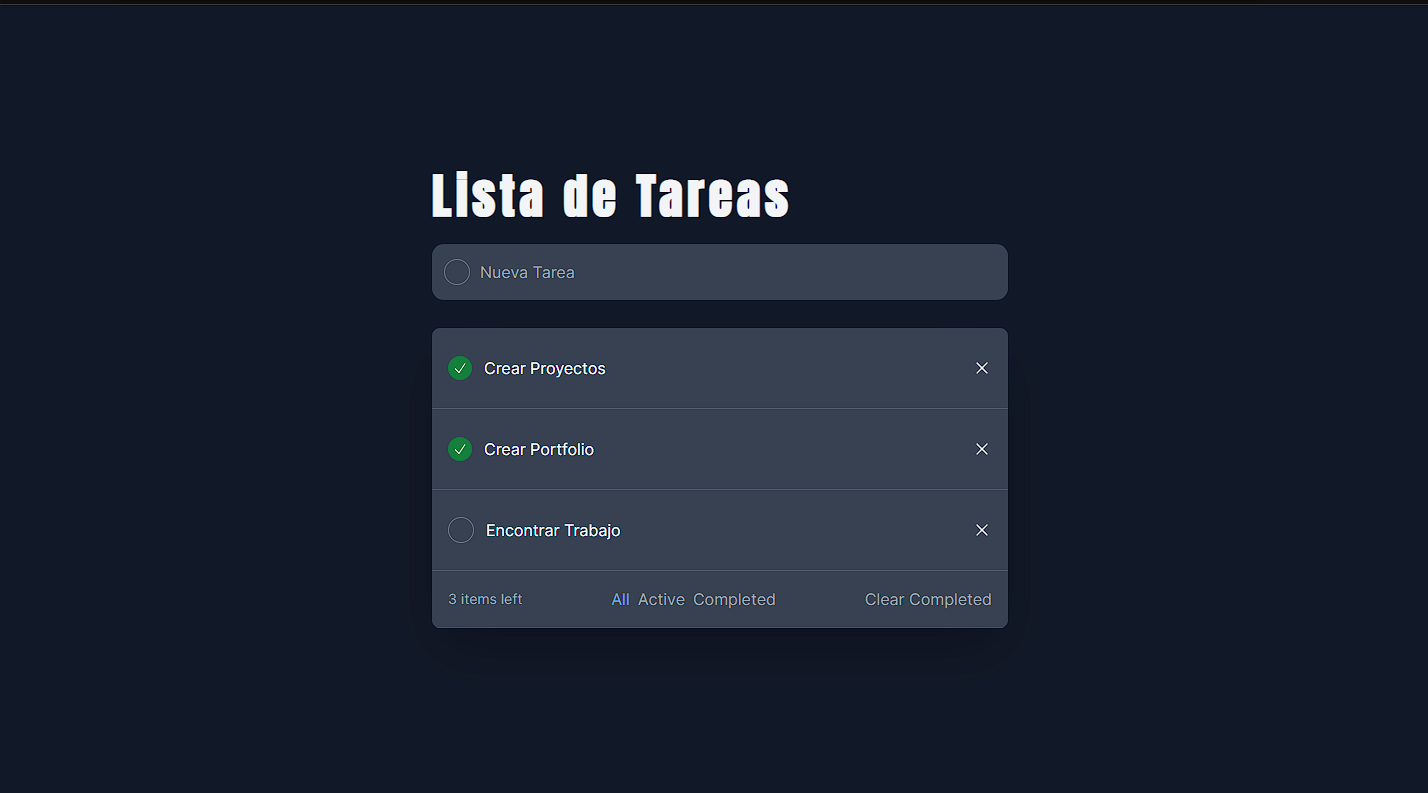 Lista de Tareas
Nueva Tarea
Crear Proyectos
Crear Portfolio
Encontrar Trabajo
3 items left All Active Completed Clear Completed